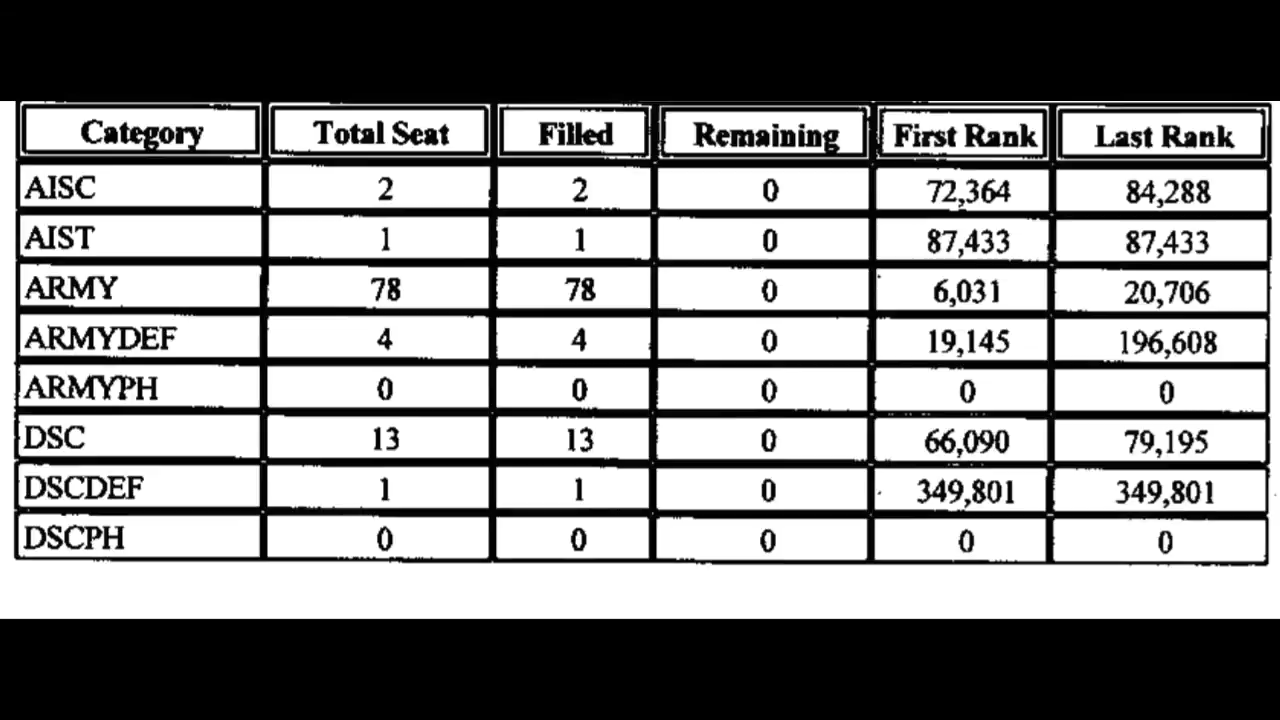 Category Total Seat Filled Remaining First Rank Last Rank
AISC 2 2 0 72,364 84,288
AIST 1 1 0 87,433 87,433
ARMY 78 78 0 6,031 20,706
ARMYDEF 4 4 0 19,145 196,608
ARMYPH 0 0 0 0 0
DSC 13 13 0 66,090 79,195
DSCDEF 1 1 0 349,801 349,801
DSCPH 0 0 0 0 0